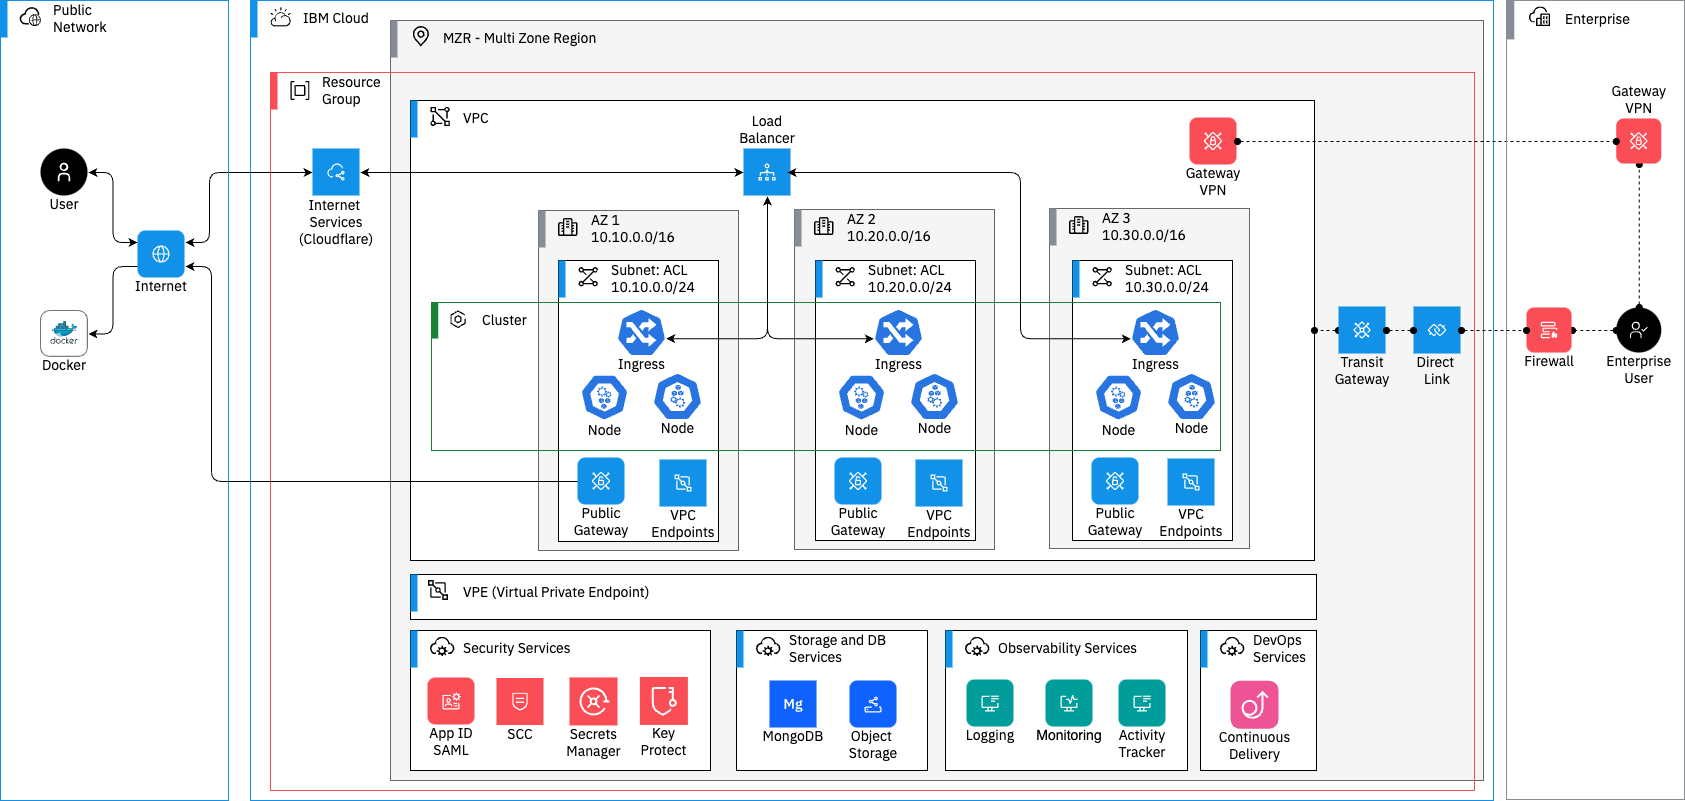 Public
Network
IBM Cloud
MZR - Multi Zone Region
Enterprise
Resource
Group
VPC
Load
Balancer
Gateway
VPN
Gateway
VPN
User
Internet
Services
(Cloudflare)
Internet
docker
Docker
AZ 1
10.10.0.0/16
AZ 2
10.20.0.0/16
AZ 3
10.30.0.0/16
Subnet: ACL
10.10.0.0/24
Subnet: ACL
10.20.0.0/24
Subnet: ACL
10.30.0.0/24
Cluster
Ingress
Ingress
Ingress
Node
Node
Node
Node
Node
Node
Public
Gateway
VPC
Endpoints
Public
Gateway
VPC
Endpoints
Public
Gateway
VPC
Endpoints
Transit
Gateway
Direct
Link
Firewall
Enterprise
User
VPE (Virtual Private Endpoint)
Security Services
App ID
SAML
SCC
Secrets
Manager
Key
Protect
Storage and DB
Services
Mg
MongoDB
Object
Storage
Observability Services
Logging
Monitoring
Activity
Tracker
DevOps
Services
Continuous
Delivery